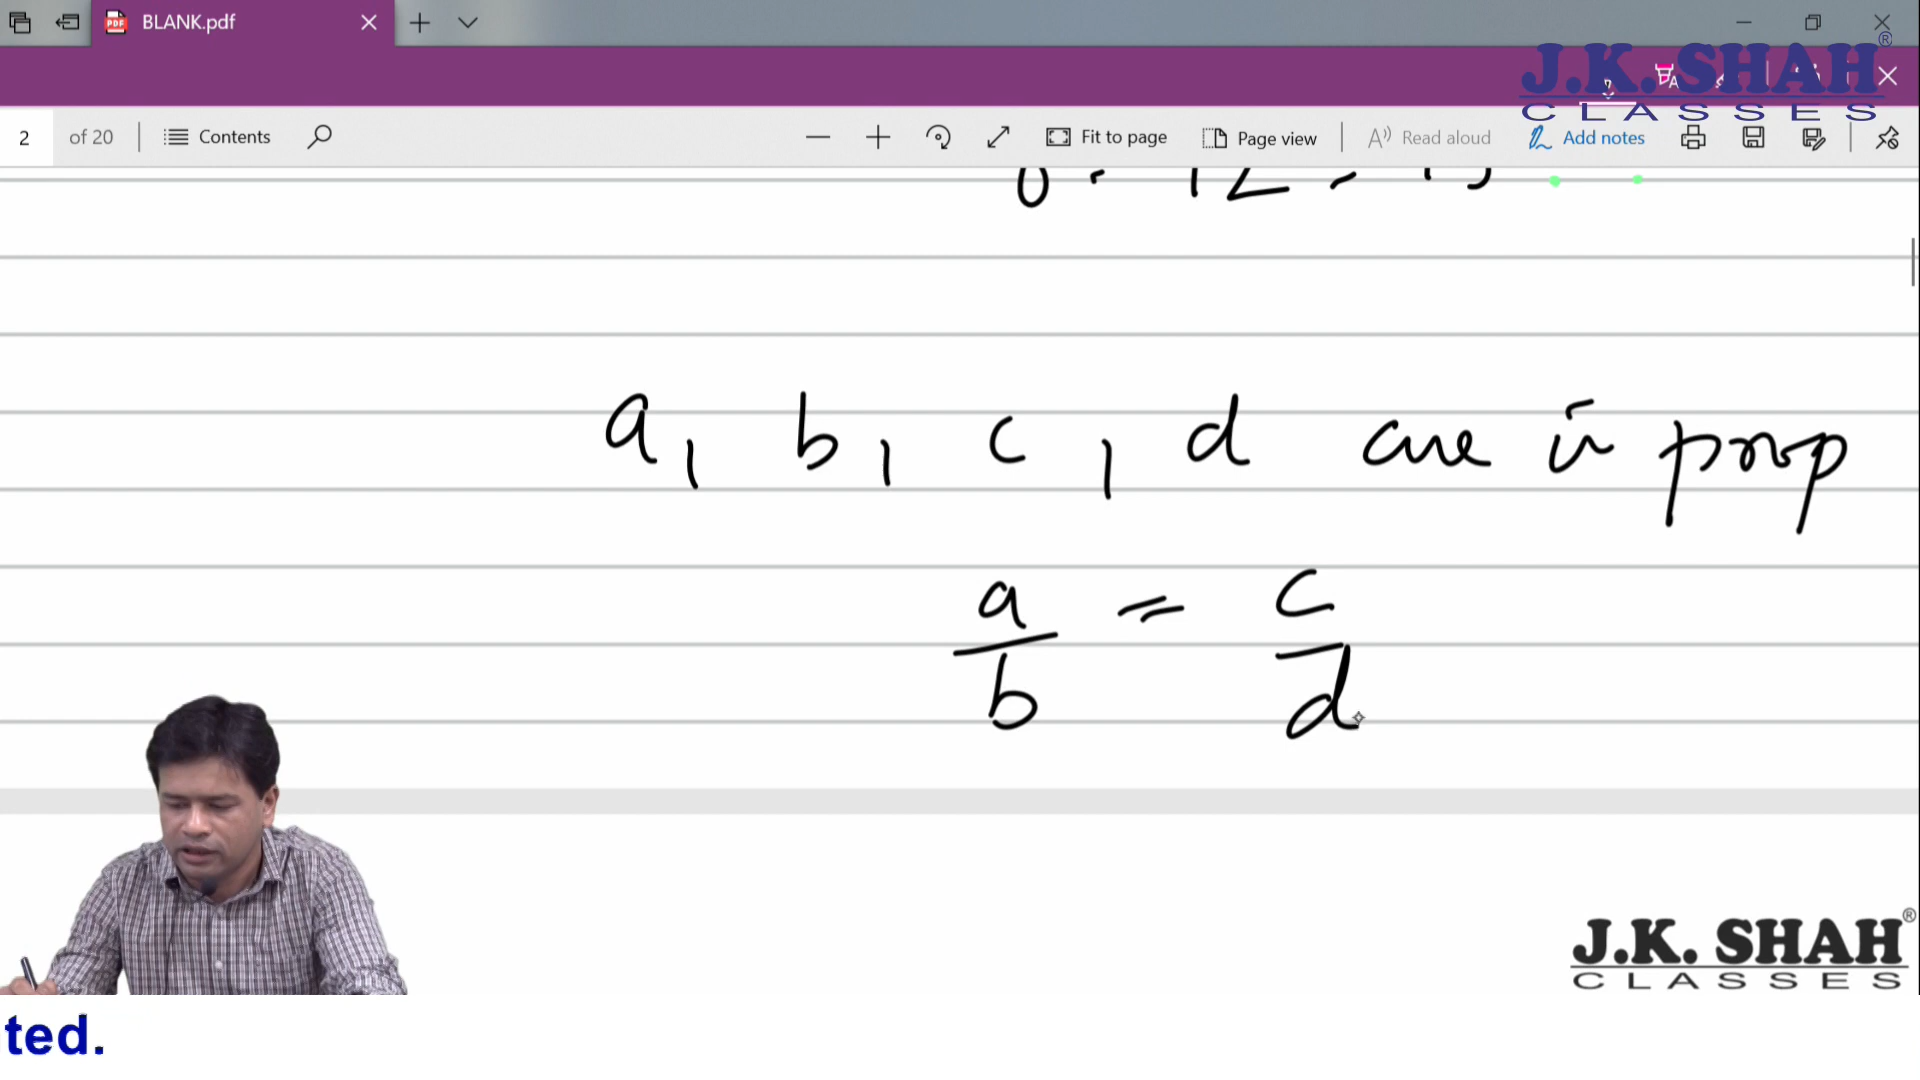 BLANK.pdf
J.K. SHAH®
CLASSES
2 of 20 Contents Fit to page Page view Read aloud Add notes
a, b, c, d are in prop
a/b = c/d
J.K. SHAH®
CLASSES
ted.